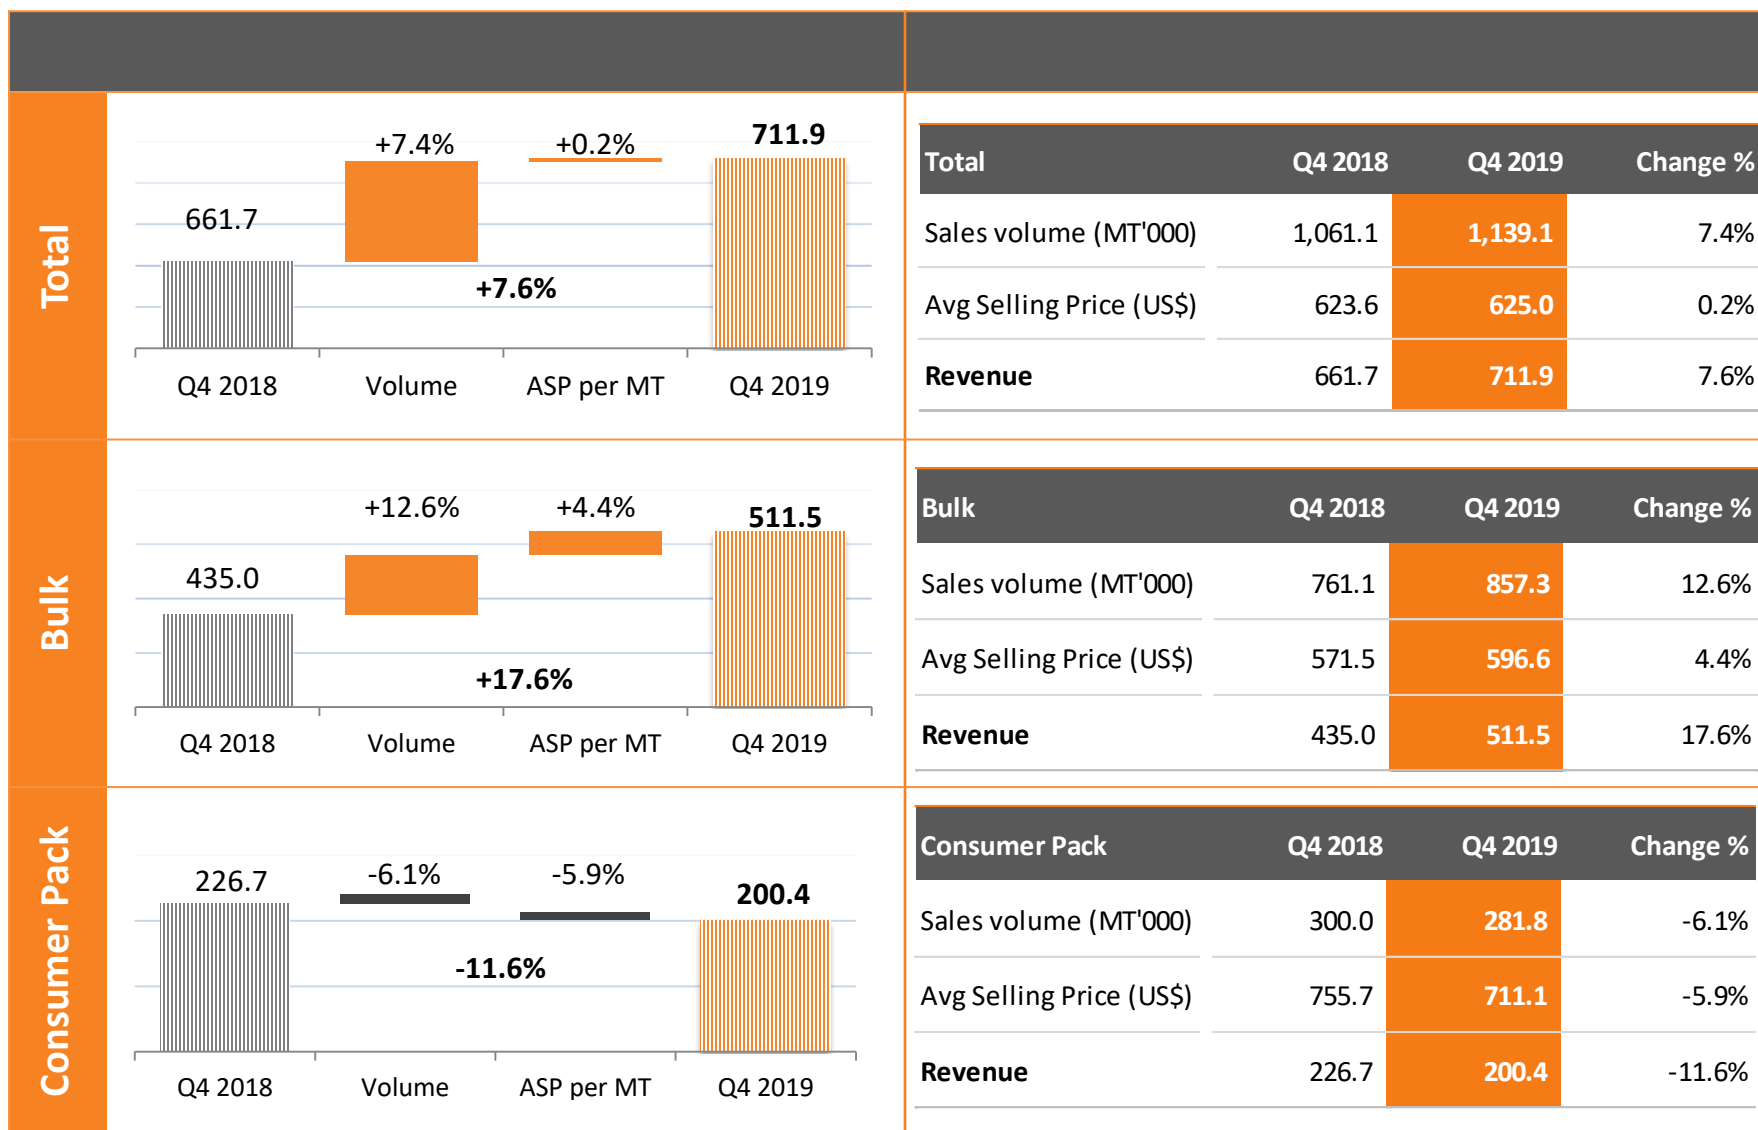 Total
+7.4% +0.2% 711.9
661.7
+7.6%
Q4 2018 Volume ASP per MT Q4 2019
Total Q4 2018 Q4 2019 Change %
Sales volume (MT'000) 1,061.1 1,139.1 7.4%
Avg Selling Price (US$) 623.6 625.0 0.2%
Revenue 661.7 711.9 7.6%
Bulk
+12.6% +4.4% 511.5
435.0
+17.6%
Q4 2018 Volume ASP per MT Q4 2019
Bulk Q4 2018 Q4 2019 Change %
Sales volume (MT'000) 761.1 857.3 12.6%
Avg Selling Price (US$) 571.5 596.6 4.4%
Revenue 435.0 511.5 17.6%
Consumer Pack
226.7 -6.1% -5.9% 200.4
-11.6%
Q4 2018 Volume ASP per MT Q4 2019
Consumer Pack Q4 2018 Q4 2019 Change %
Sales volume (MT'000) 300.0 281.8 -6.1%
Avg Selling Price (US$) 755.7 711.1 -5.9%
Revenue 226.7 200.4 -11.6%